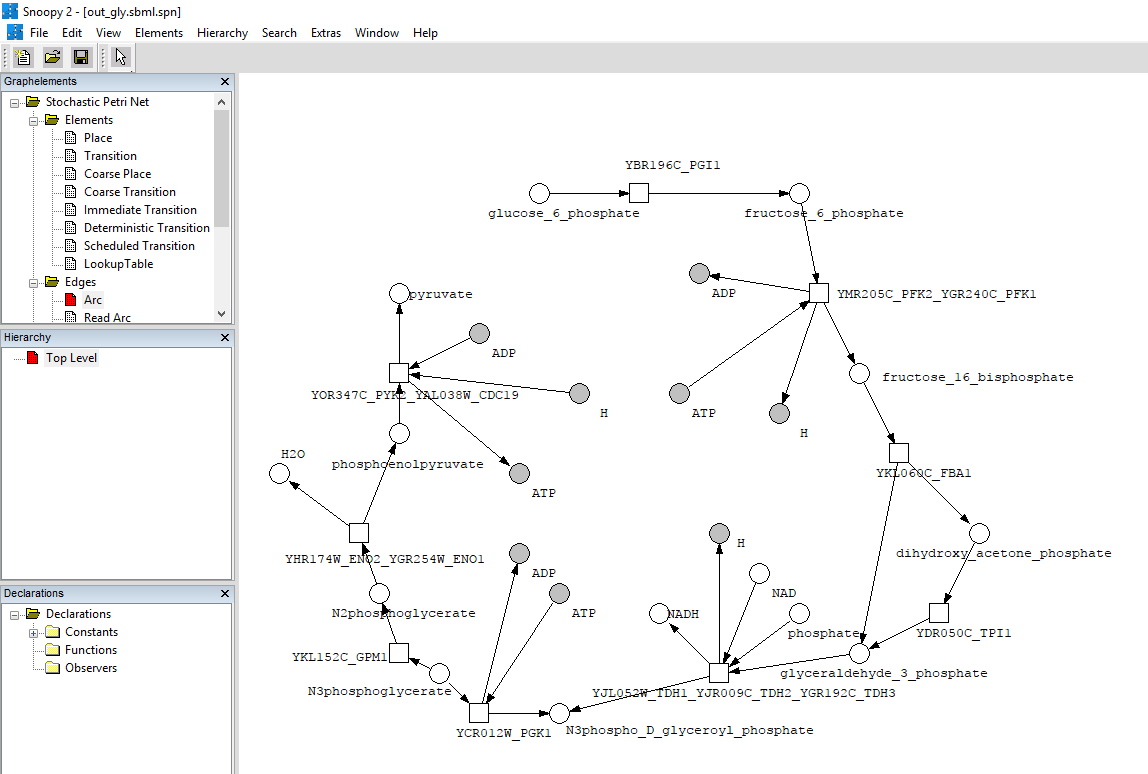 Snoopy 2 - [out_gly.sbml.spn]
File Edit View Elements Hierarchy Search Extras Window Help
Graphelements
Stochastic Petri Net
Elements
Place
Transition
Coarse Place
Coarse Transition
Immediate Transition
Deterministic Transition
Scheduled Transition
LookupTable
Edges
Arc
Read Arc
Hierarchy
Top Level
Declarations
Declarations
Constants
Functions
Observers
YBR196C_PGI1
glucose_6_phosphate
fructose_6_phosphate
ADP
YMR205C_PFK2_YGR240C_PFK1
pyruvate
ADP
fructose_16_bisphosphate
YOR347C_PYK2_YAL038W_CDC19
H
ATP
H
H2O
phosphoenolpyruvate
YKL060C_FBA1
ATP
H
dihydroxy_acetone_phosphate
YHR174W_ENO2_YGR254W_ENO1
ADP
NAD
N2phosphoglycerate
ATP
NADH
phosphate
YDR050C_TPI1
YKL152C_GPM1
glyceraldehyde_3_phosphate
N3phosphoglycerate
YJL052W_TDH1_YJR009C_TDH2_YGR192C_TDH3
YCR012W_PGK1
N3phospho_D_glyceroyl_phosphate